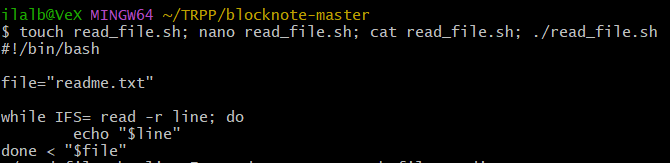 ilalb@VeX MINGW64 ~/TRPP/blocknote-master
$ touch read_file.sh; nano read_file.sh; cat read_file.sh; ./read_file.sh
#!/bin/bash
file="readme.txt"
while IFS= read -r line; do
echo "$line"
done < "$file"